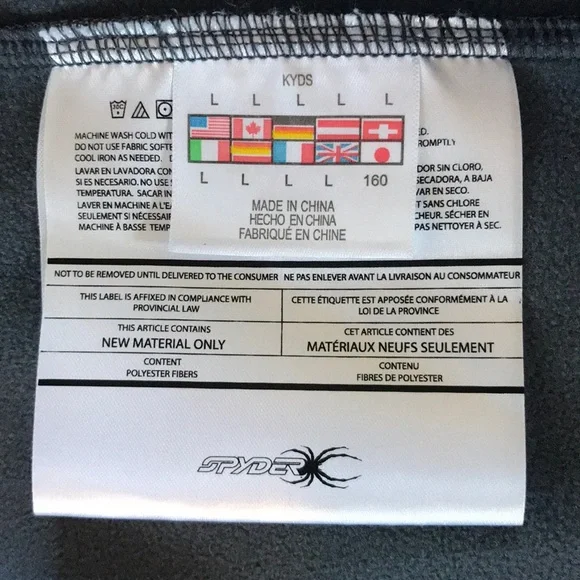 KYDS
L L L L L
L L L L 160
MADE IN CHINA
HECHO EN CHINA
FABRIQUÉ EN CHINE
30C
MACHINE WASH COLD WIT
DO NOT USE FABRIC SOFTE
COOL IRON AS NEEDED.
LAVAR EN LAVADORA CON
SI ES NECESARIO. NO USE
TEMPERATURA. SACAR IN
LAVER EN MACHINE A L'EA
SEULEMENT SI NÉCESSAI
MACHINE À BASSE TEMP
ED.
ROMPTLY
DOR SIN CLORO,
SECADORA, A BAJA
VAR EN SECO.
ET SANS CHLORE
CHEUR. SÉCHER EN
PAS NETTOYER À SEC.
NOT TO BE REMOVED UNTIL DELIVERED TO THE CONSUMER NE PAS ENLEVER AVANT LA LIVRAISON AU CONSOMMATEUR
THIS LABEL IS AFFIXED IN COMPLIANCE WITH
PROVINCIAL LAW
CETTE ÉTIQUETTE EST APPOSÉE CONFORMÉMENT À LA
LOI DE LA PROVINCE
THIS ARTICLE CONTAINS
NEW MATERIAL ONLY
CET ARTICLE CONTIENT DES
MATÉRIAUX NEUFS SEULEMENT
CONTENT
POLYESTER FIBERS
CONTENU
FIBRES DE POLYESTER
SPYDER